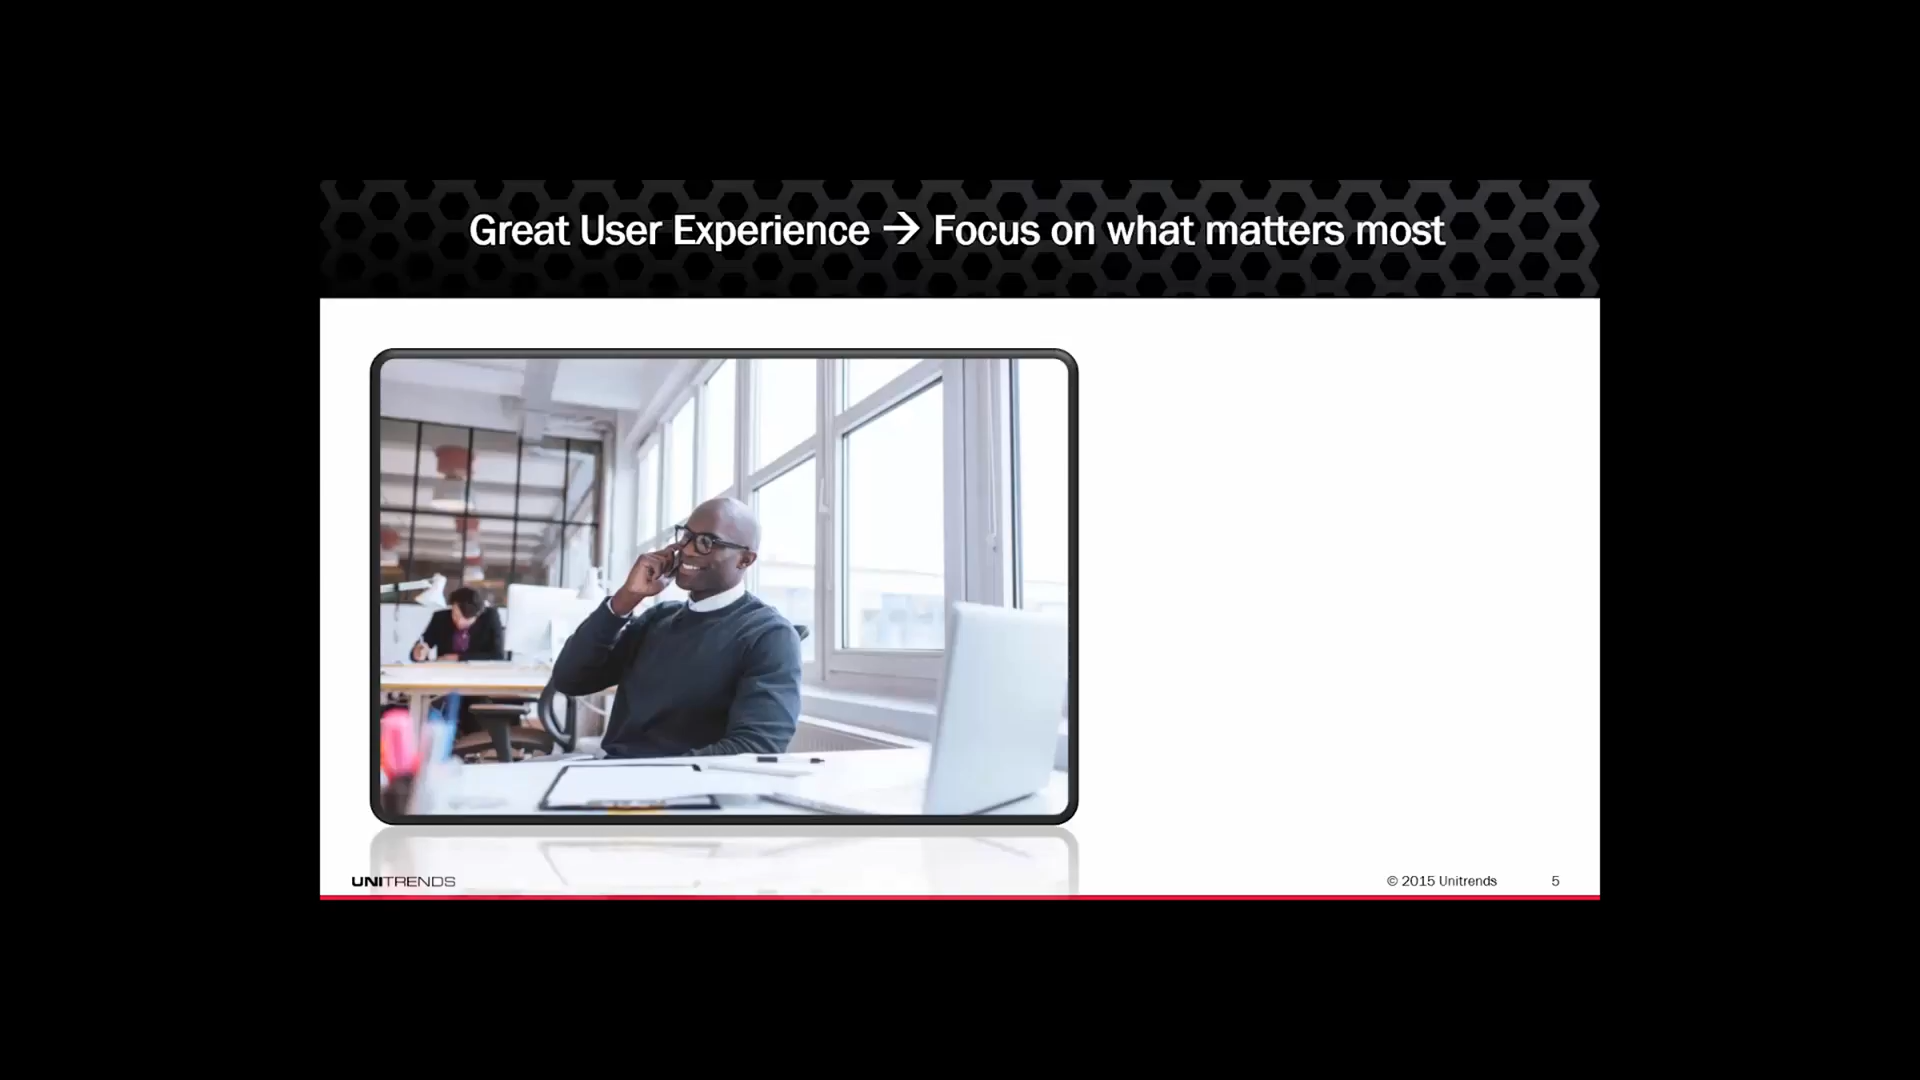 Great User Experience → Focus on what matters most
UNITRENDS
© 2015 Unitrends 5